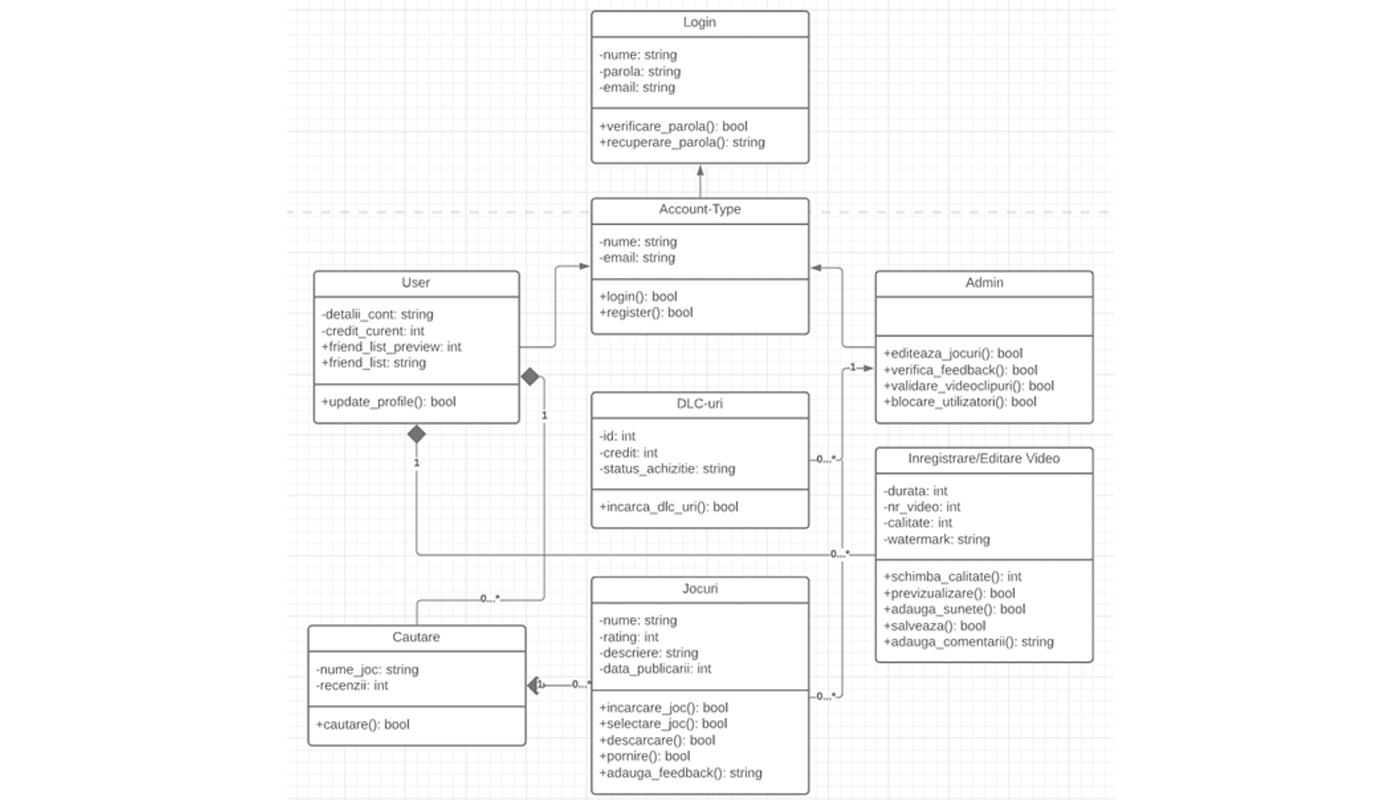 Login
-nume: string
-parola: string
-email: string
+verificare_parola(): bool
+recuperare_parola(): string
Account-Type
-nume: string
-email: string
+login(): bool
+register(): bool
User
-detalii_cont: string
-credit_curent: int
+friend_list_preview: int
+friend_list: string
+update_profile(): bool
Admin
+editeaza_jocuri(): bool
+verifica_feedback(): bool
+validare_videoclipuri(): bool
+blocare_utilizatori(): bool
1
1
1
DLC-uri
-id: int
-credit: int
-status_achizitie: string
+incarca_dlc_uri(): bool
0...*
Inregistrare/Editare Video
-durata: int
-nr_video: int
-calitate: int
-watermark: string
+schimba_calitate(): int
+previzualizare(): bool
+adauga_sunete(): bool
+salveaza(): bool
+adauga_comentarii(): string
0...*
0...*
Cautare
-nume_joc: string
-recenzii: int
+cautare(): bool
1
0...*
Jocuri
-nume: string
-rating: int
-descriere: string
-data_publicarii: int
+incarcare_joc(): bool
+selectare_joc(): bool
+descarcare(): bool
+pornire(): bool
+adauga_feedback(): string
0...*